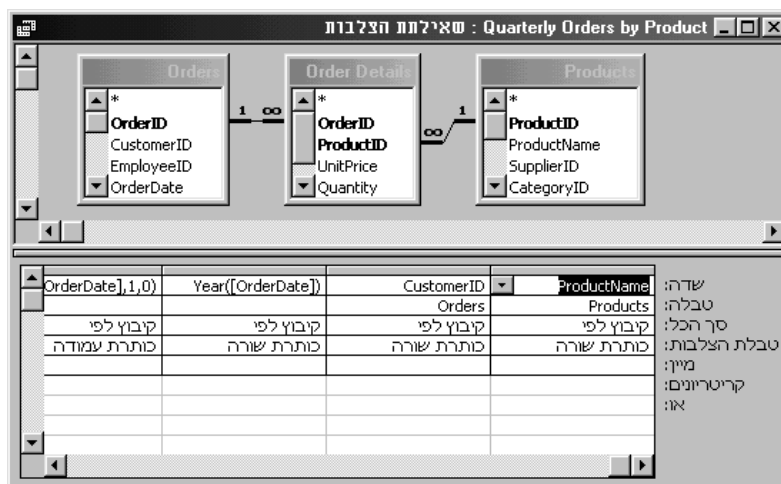 שאילתת הצלבות : Quarterly Orders by Product
Orders
*
OrderID
CustomerID
EmployeeID
OrderDate
1 ∞
Order Details
*
OrderID
ProductID
UnitPrice
Quantity
∞ 1
Products
*
ProductID
ProductName
SupplierID
CategoryID
שדה: ProductName CustomerID Year([OrderDate]) OrderDate],1,0)
טבלה: Products Orders
סך הכל: קיבוץ לפי קיבוץ לפי קיבוץ לפי קיבוץ לפי
טבלת הצלבות: כותרת שורה כותרת שורה כותרת שורה כותרת עמודה
מיין:
קריטריונים:
או: